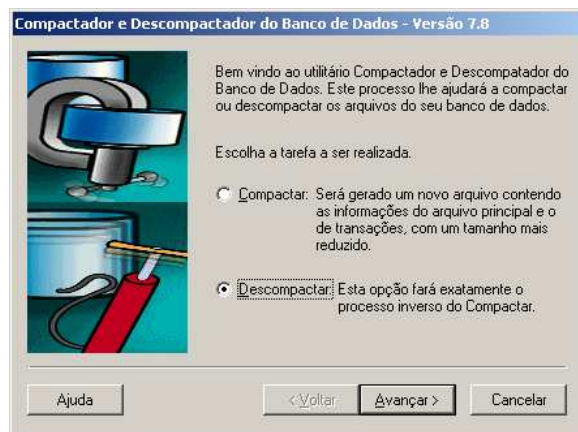 Compactador e Descompactador do Banco de Dados - Versão 7.8
Bem vindo ao utilitário Compactador e Descompatador do
Banco de Dados. Este processo lhe ajudará a compactar
ou descompactar os arquivos do seu banco de dados.
Escolha a tarefa a ser realizada.
Compactar: Será gerado um novo arquivo contendo
as informações do arquivo principal e o
de transações, com um tamanho mais
reduzido.
Descompactar: Esta opção fará exatamente o
processo inverso do Compactar.
Ajuda
< Voltar
Avançar >
Cancelar